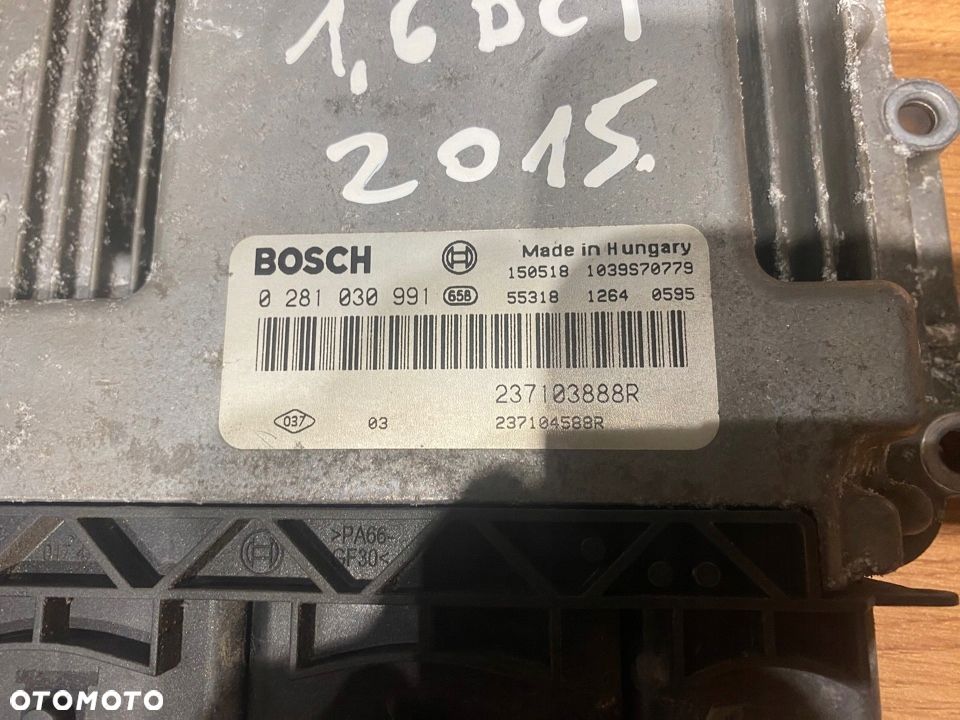 1,6 DCI
2015.
BOSCH
Made in Hungary
150518 1039S70779
0 281 030 991 658
55318 1264 0595
237103888R
037 03 237104588R
>PA66-
GF30<
OTOMOTO